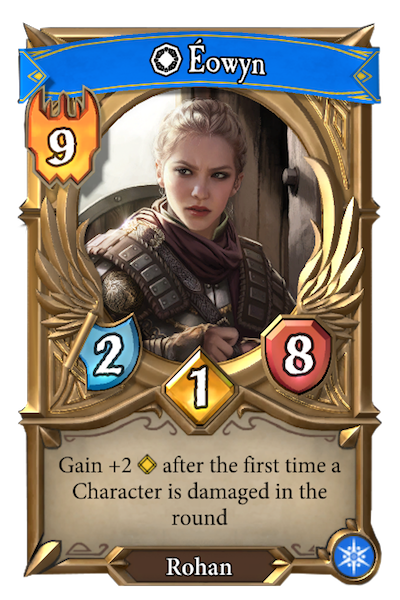 Éowyn
9
2
1
8
Gain +2 after the first time a
Character is damaged in the
round
Rohan